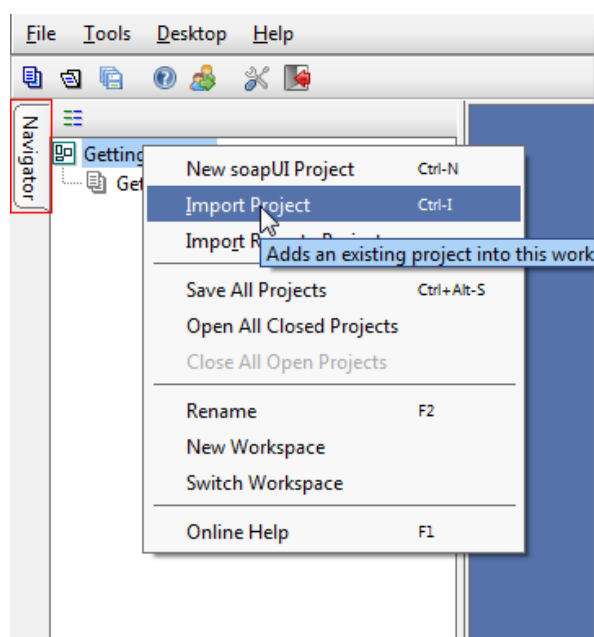 File Tools Desktop Help
Navigator
Getting
Get
New soapUI Project Ctrl-N
Import Project Ctrl-I
Import
Adds an existing project into this work
Save All Projects Ctrl+Alt-S
Open All Closed Projects
Close All Open Projects
Rename F2
New Workspace
Switch Workspace
Online Help F1